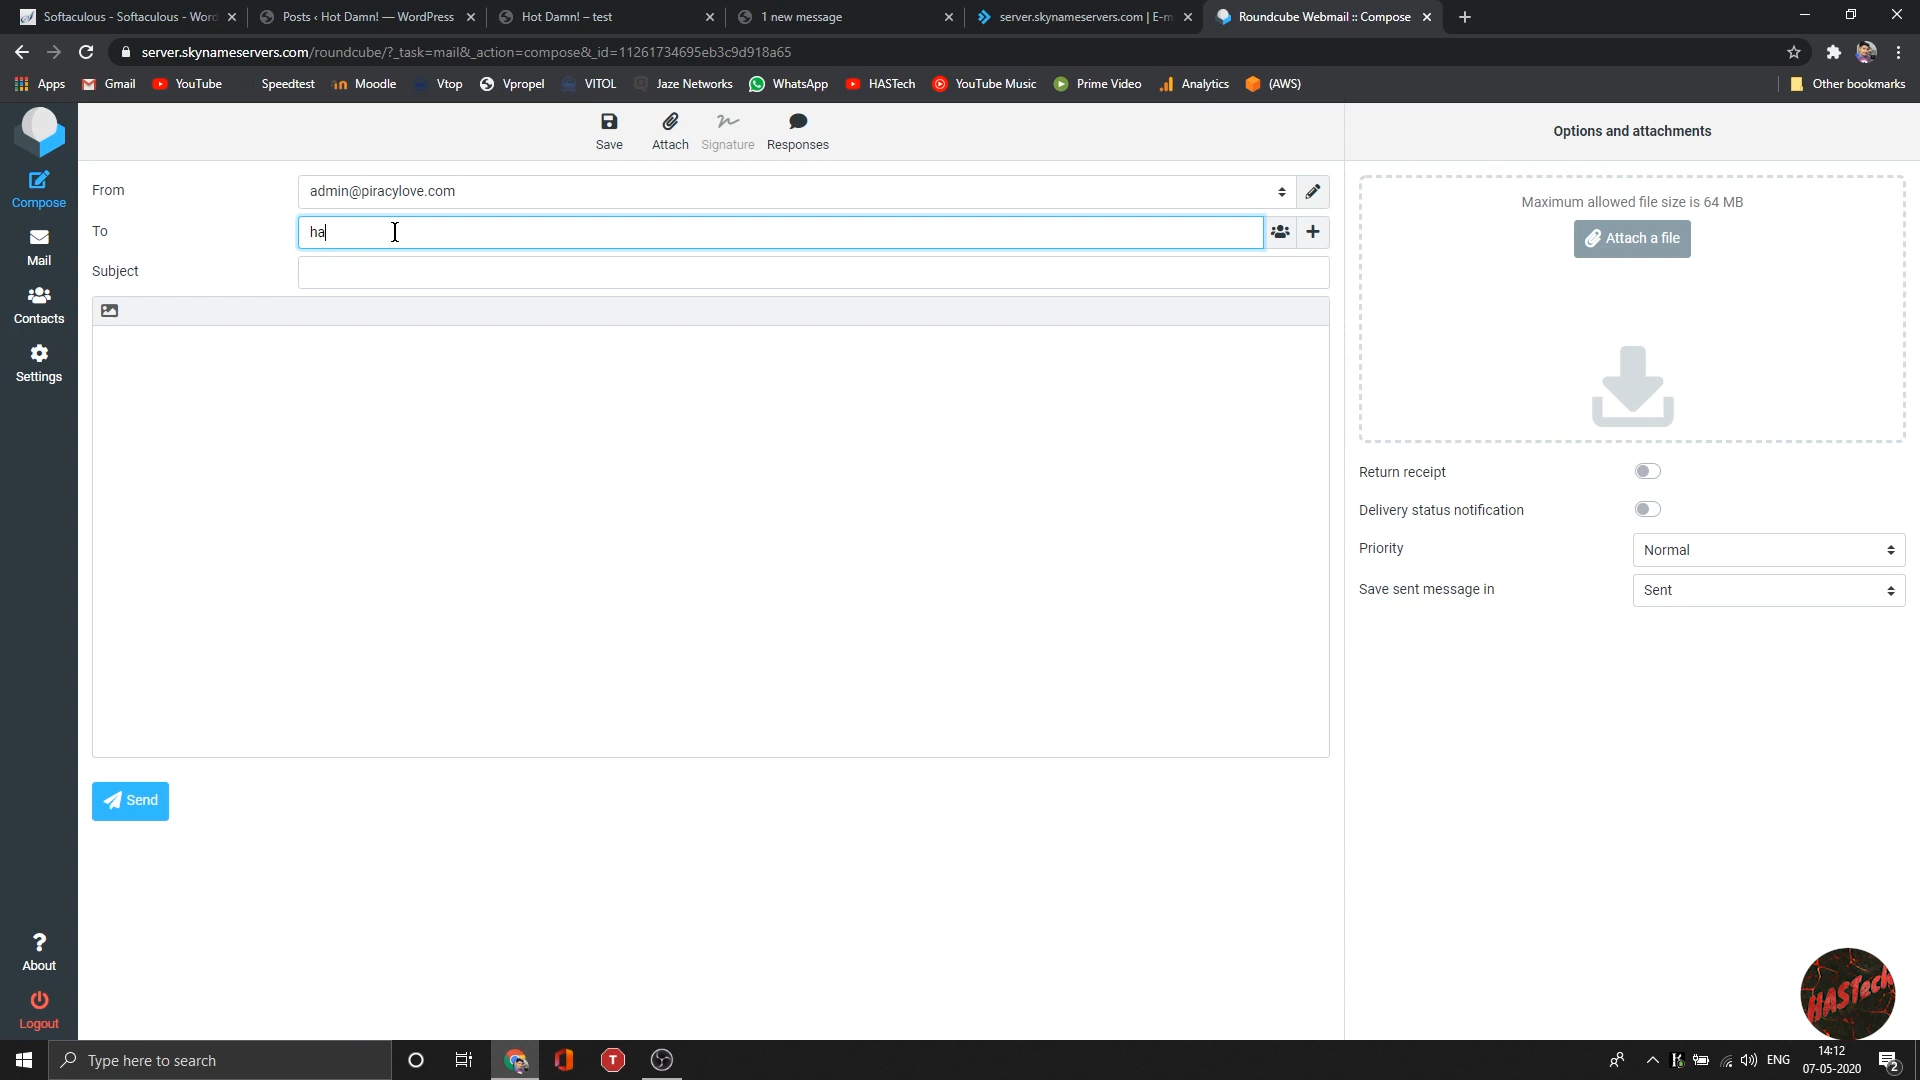 Softaculous - Softaculous - Word
Posts ‹ Hot Damn! — WordPress
Hot Damn! – test
1 new message
server.skynameservers.com | E-m
Roundcube Webmail :: Compose
server.skynameservers.com/roundcube/?_task=mail&_action=compose&_id=11261734695eb3c9d918a65
Apps
Gmail
YouTube
Speedtest
Moodle
Vtop
Vpropel
VITOL
Jaze Networks
WhatsApp
HASTech
YouTube Music
Prime Video
Analytics
(AWS)
Other bookmarks
Compose
Mail
Contacts
Settings
About
Logout
Save
Attach
Signature
Responses
From
admin@piracylove.com
To
ha
Subject
Send
Options and attachments
Maximum allowed file size is 64 MB
Attach a file
Return receipt
Delivery status notification
Priority
Normal
Save sent message in
Sent
HASTech
Type here to search
T
ENG
14:12
07-05-2020
2